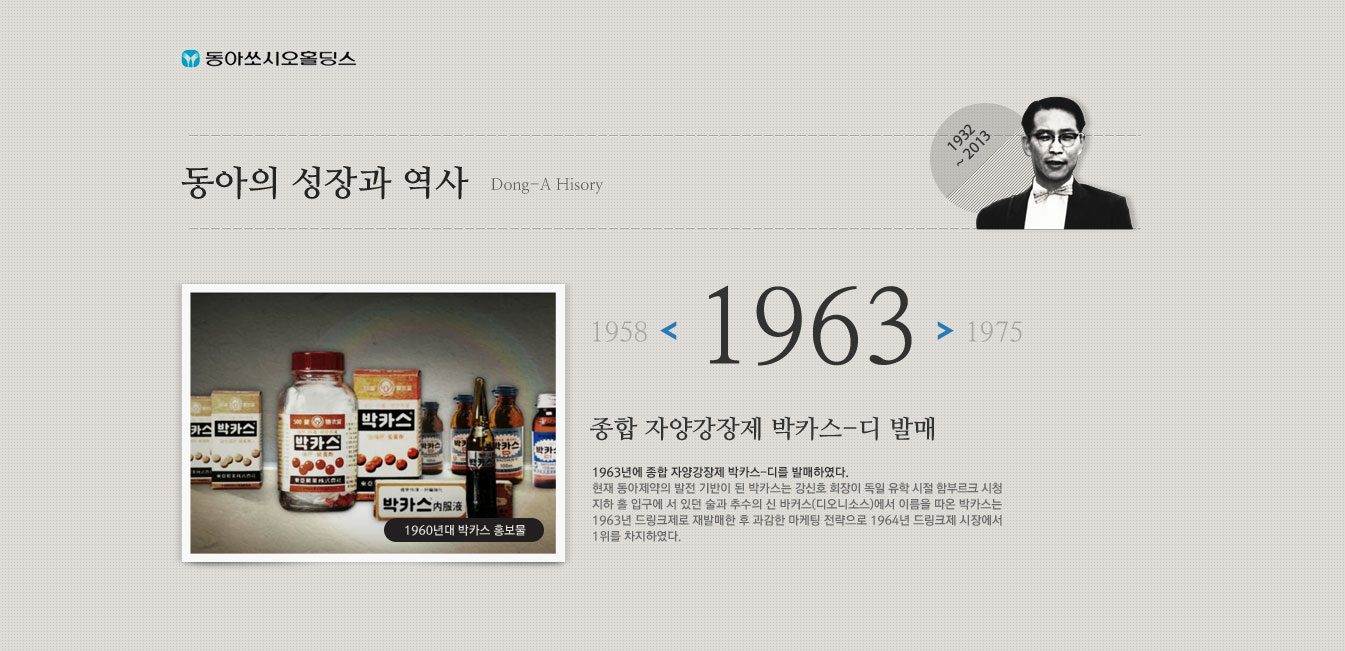 동아쏘시오홀딩스
1932
~ 2013
동아의 성장과 역사 Dong-A Hisory
1958 < 1963 > 1975
종합 자양강장제 박카스-디 발매
1963년에 종합 자양강장제 박카스-디를 발매하였다.
현재 동아제약의 발전 기반이 된 박카스는 강신호 회장이 독일 유학 시절 함부르크 시청
지하 홀 입구에 서 있던 술과 추수의 신 바커스(디오니소스)에서 이름을 따온 박카스는
1963년 드링크제로 재발매한 후 과감한 마케팅 전략으로 1964년 드링크제 시장에서
1위를 차지하였다.
박카스
박카스
박카스
박카스
박카스
박카스内服液
1960년대 박카스 홍보물